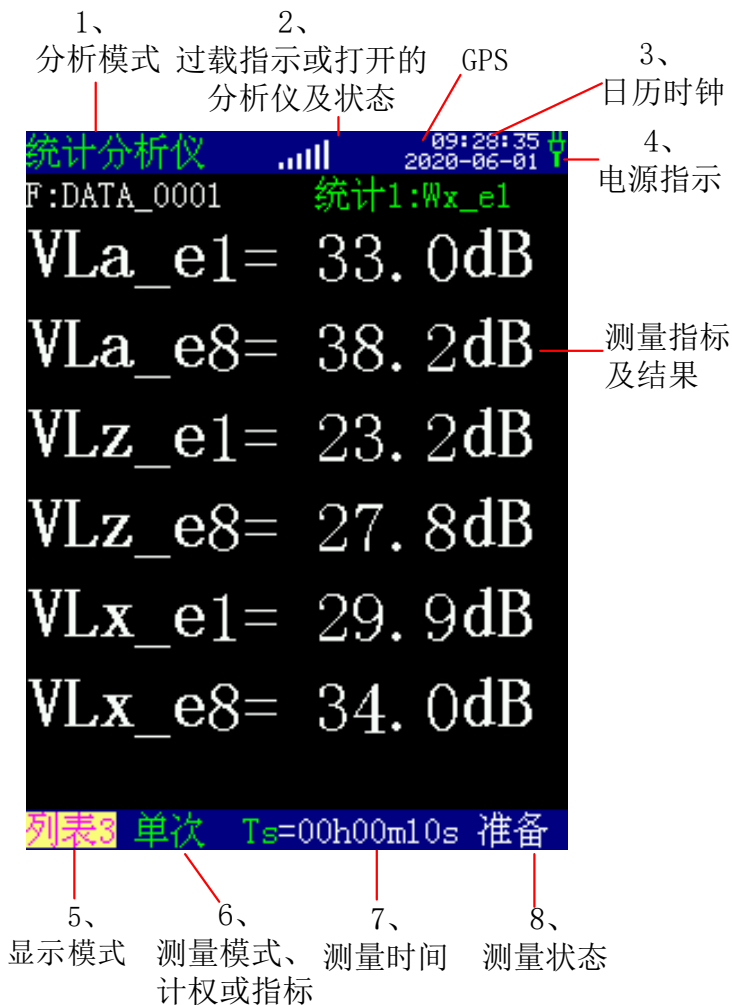 1、
分析模式
2、
过载指示或打开的
分析仪及状态
GPS
3、
日历时钟
4、
电源指示
统计分析仪
09:28:35
2020-06-01
F:DATA_0001 统计1:Wx_e1
VLa_e1= 33.0dB
VLa_e8= 38.2dB
测量指标
及结果
VLz_e1= 23.2dB
VLz_e8= 27.8dB
VLx_e1= 29.9dB
VLx_e8= 34.0dB
列表3 单次 Ts=00h00m10s 准备
5、
显示模式
6、
测量模式、
计权或指标
7、
测量时间
8、
测量状态